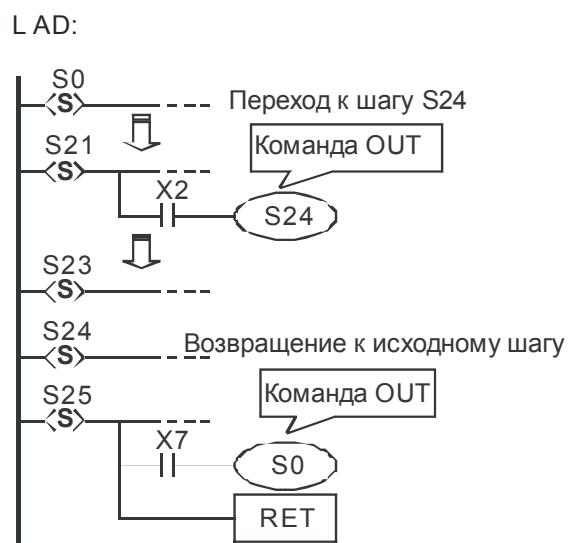 L AD:
S0
S
Переход к шагу S24
S21
S
Команда OUT
X2
S24
S23
S
S24
S
Возвращение к исходному шагу
S25
S
Команда OUT
X7
S0
RET